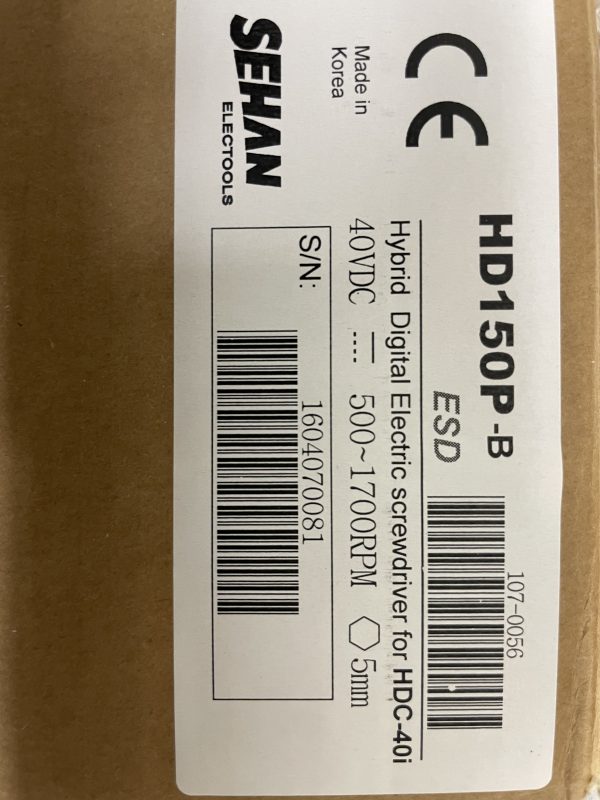 CE
HD150P-B
107-0056
ESD
Hybrid Digital Electric screwdriver for HDC-40i
40VDC 500~1700RPM 5mm
Made in
Korea
SEHAN
ELECTOOLS
S/N:
1604070081